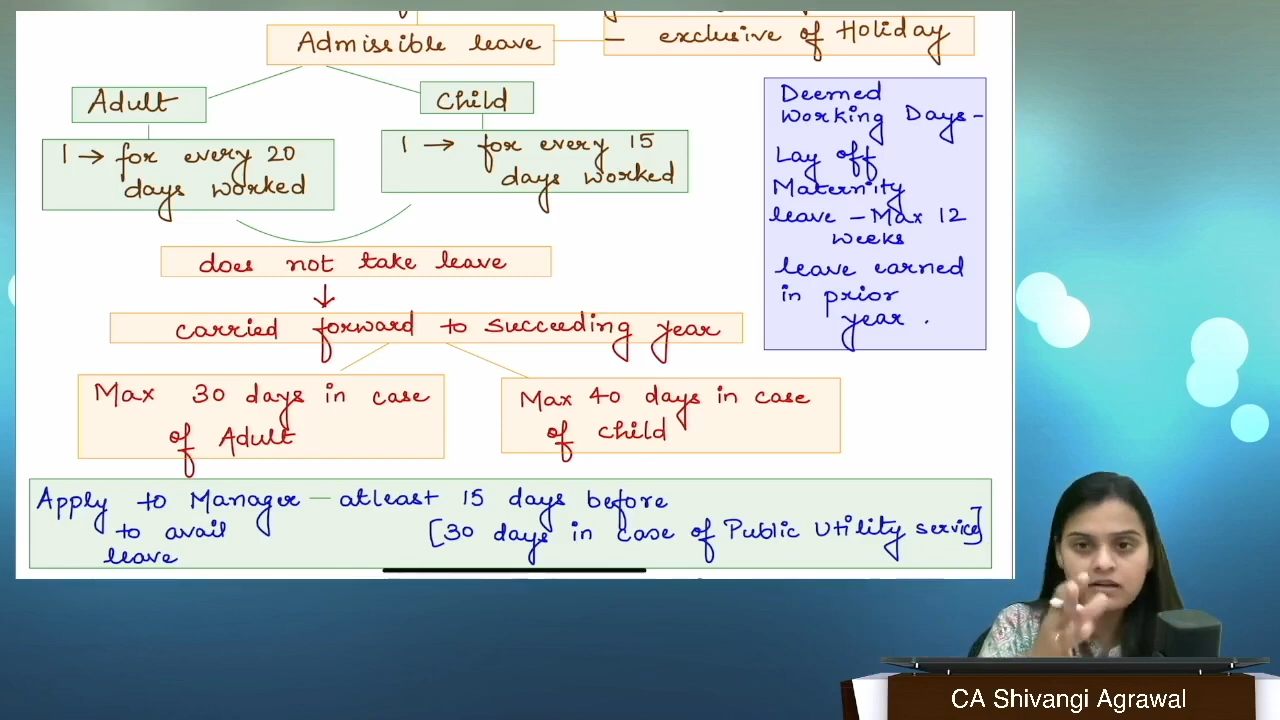 Admissible leave
– exclusive of Holiday
Adult
Child
1 → for every 20
days worked
1 → for every 15
days worked
Deemed
Working Days –
Lay off
Maternity
leave – Max 12
weeks
leave earned
in prior
year .
does not take leave
↓
carried forward to succeeding year
Max 30 days in case
of Adult
Max 40 days in case
of child
Apply to Manager — atleast 15 days before
to avail [30 days in case of Public Utility service]
leave
CA Shivangi Agrawal